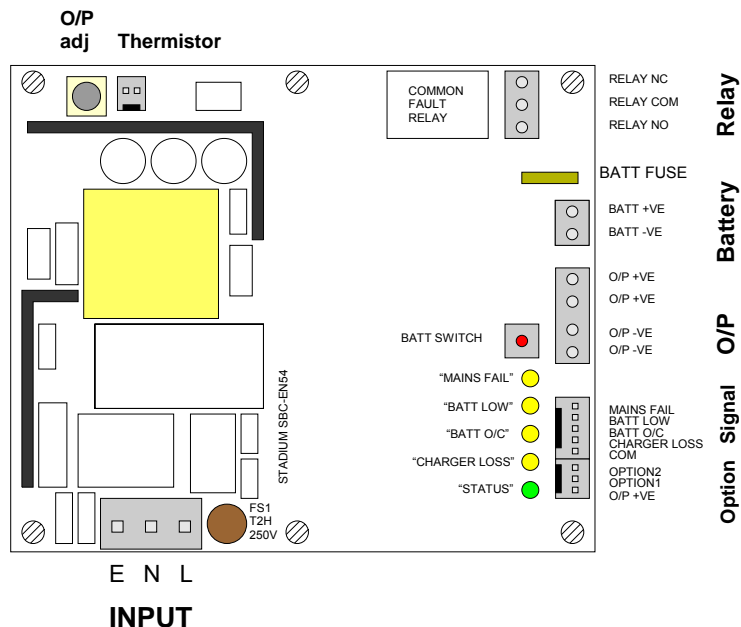 O/P
adj
Thermistor
COMMON
FAULT
RELAY
RELAY NC
RELAY COM
RELAY NO
Relay
BATT FUSE
BATT +VE
BATT -VE
Battery
O/P +VE
O/P +VE
O/P -VE
O/P -VE
O/P
BATT SWITCH
“MAINS FAIL”
“BATT LOW”
“BATT O/C”
“CHARGER LOSS”
“STATUS”
MAINS FAIL
BATT LOW
BATT O/C
CHARGER LOSS
COM
Signal
OPTION2
OPTION1
O/P +VE
Option
STADIUM SBC-EN54
FS1
T2H
250V
E N L
INPUT